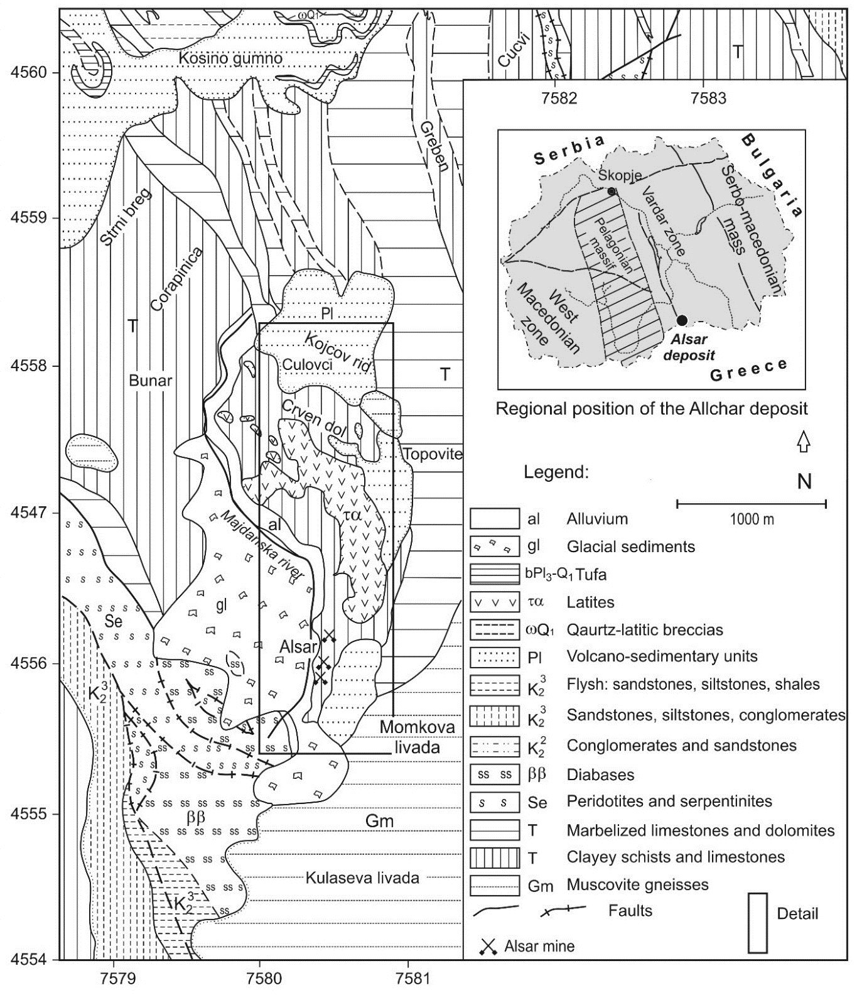 ωQ₁
Kosino gumno
Cucvi
T
4560
7582
7583
Greben
Serbia
Bulgaria
Skopje
Vardar zone
Serbo-macedonian
mass
Pelagonian
massif
West
Macedonian
zone
Alsar
deposit
Greece
Regional position of the Allchar deposit
4559
Strni breg
Corapinica
T
Pl
Kojcov rid
Culovci
4558
T
Bunar
Crven dol
Topovite
N
1000 m
4547
al
τα
Majdanska river
gl
Se
Alsar
4556
K₂³
Momkova
livada
4555
ββ
Gm
Kulaseva livada
K₂³
4554
7579
7580
7581
Legend:
al Alluvium
gl Glacial sediments
bPl₃-Q₁ Tufa
τα Latites
ωQ₁ Qaurtz-latitic breccias
Pl Volcano-sedimentary units
K₂³ Flysh: sandstones, siltstones, shales
K₂³ Sandstones, siltstones, conglomerates
K₂² Conglomerates and sandstones
ββ Diabases
Se Peridotites and serpentinites
T Marbelized limestones and dolomites
T Clayey schists and limestones
Gm Muscovite gneisses
Faults
Detail
Alsar mine